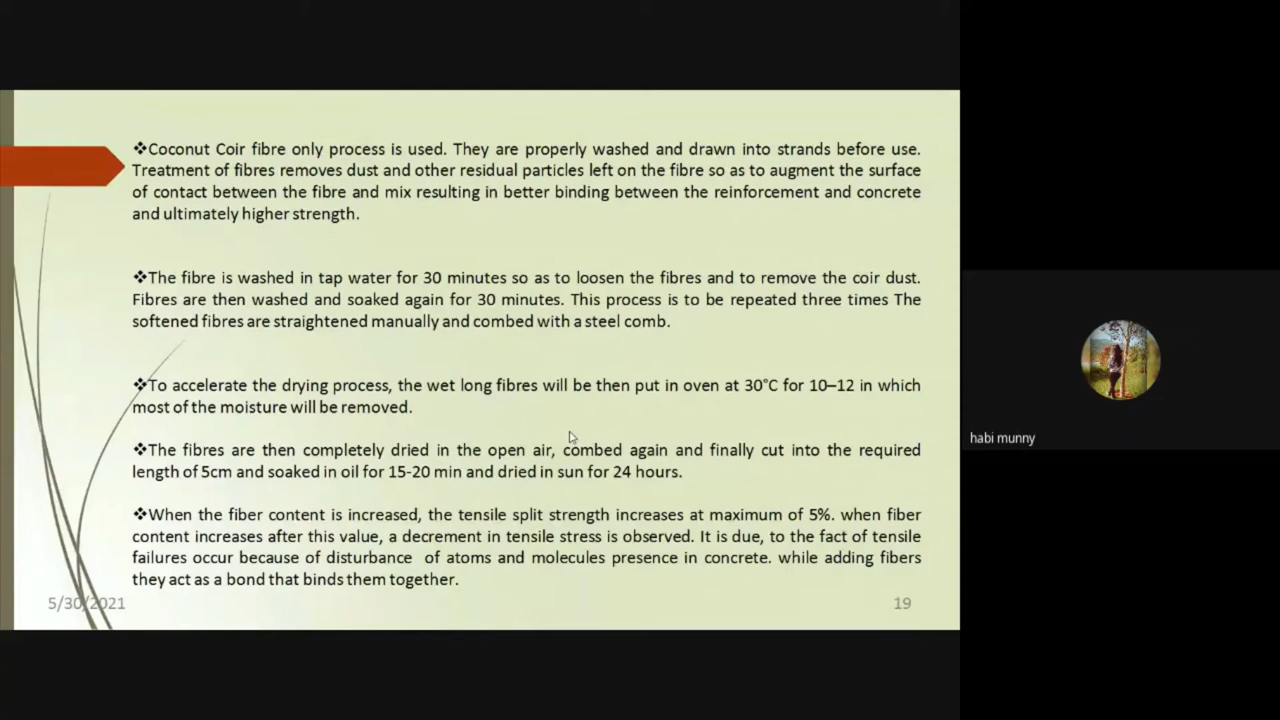 ❖Coconut Coir fibre only process is used. They are properly washed and drawn into strands before use.
Treatment of fibres removes dust and other residual particles left on the fibre so as to augment the surface
of contact between the fibre and mix resulting in better binding between the reinforcement and concrete
and ultimately higher strength.
❖The fibre is washed in tap water for 30 minutes so as to loosen the fibres and to remove the coir dust.
Fibres are then washed and soaked again for 30 minutes. This process is to be repeated three times The
softened fibres are straightened manually and combed with a steel comb.
❖To accelerate the drying process, the wet long fibres will be then put in oven at 30°C for 10–12 in which
most of the moisture will be removed.
❖The fibres are then completely dried in the open air, combed again and finally cut into the required
length of 5cm and soaked in oil for 15-20 min and dried in sun for 24 hours.
❖When the fiber content is increased, the tensile split strength increases at maximum of 5%. when fiber
content increases after this value, a decrement in tensile stress is observed. It is due, to the fact of tensile
failures occur because of disturbance of atoms and molecules presence in concrete. while adding fibers
they act as a bond that binds them together.
5/30/2021
19
habi munny